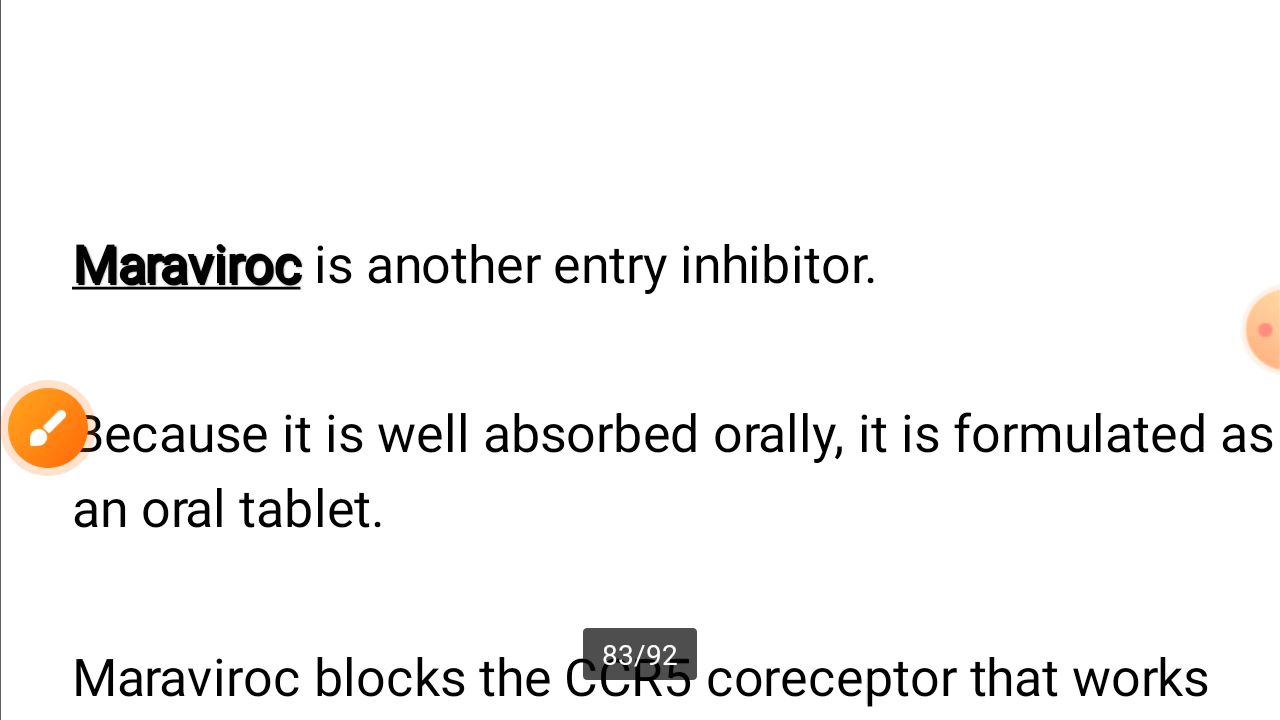 Maraviroc is another entry inhibitor.
Because it is well absorbed orally, it is formulated as
an oral tablet.
83/92
Maraviroc blocks the CCR5 coreceptor that works